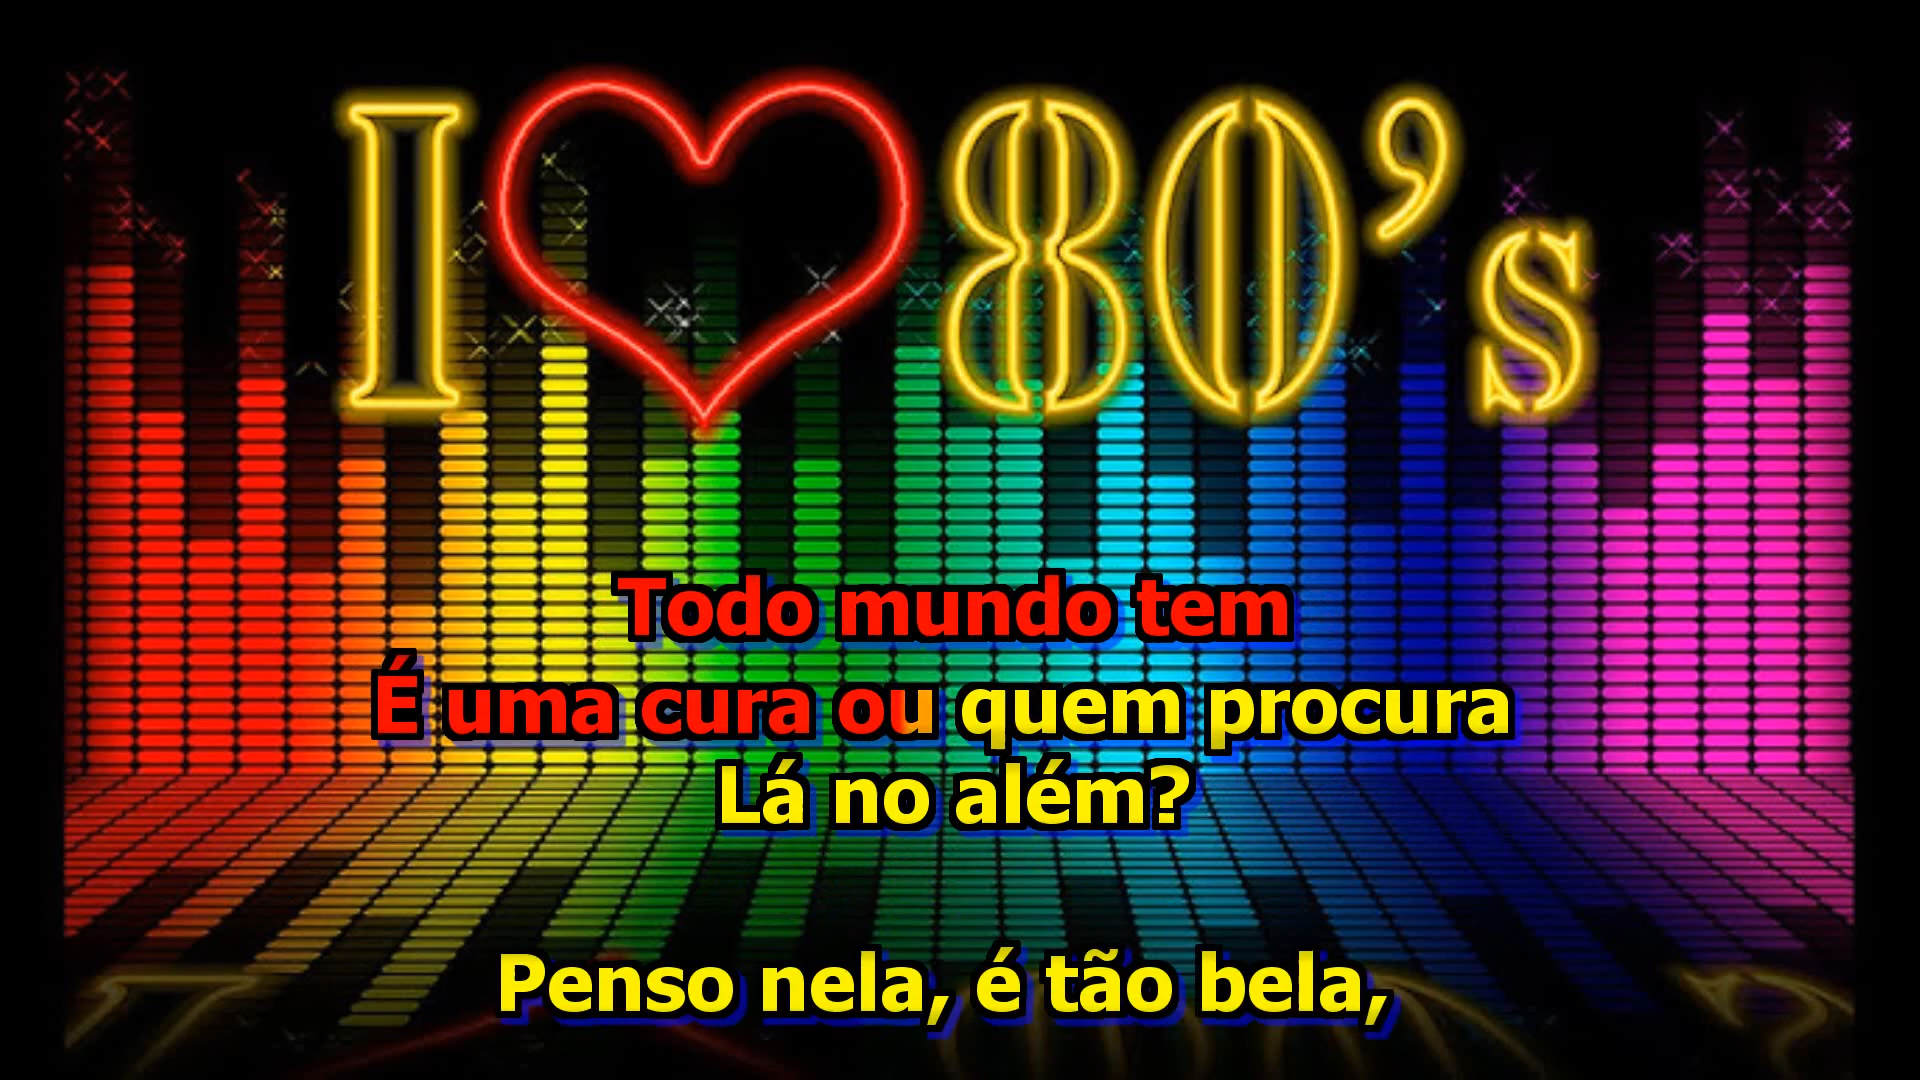 I ♥ 80's
Todo mundo tem
É uma cura ou quem procura
Lá no além?
Penso nela, é tão bela,